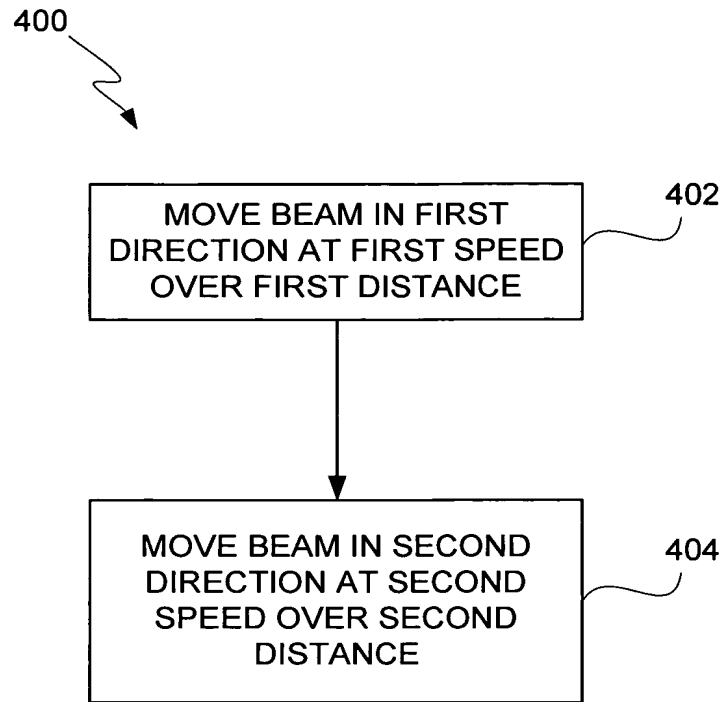 400
MOVE BEAM IN FIRST
DIRECTION AT FIRST SPEED
OVER FIRST DISTANCE
402
MOVE BEAM IN SECOND
DIRECTION AT SECOND
SPEED OVER SECOND
DISTANCE
404